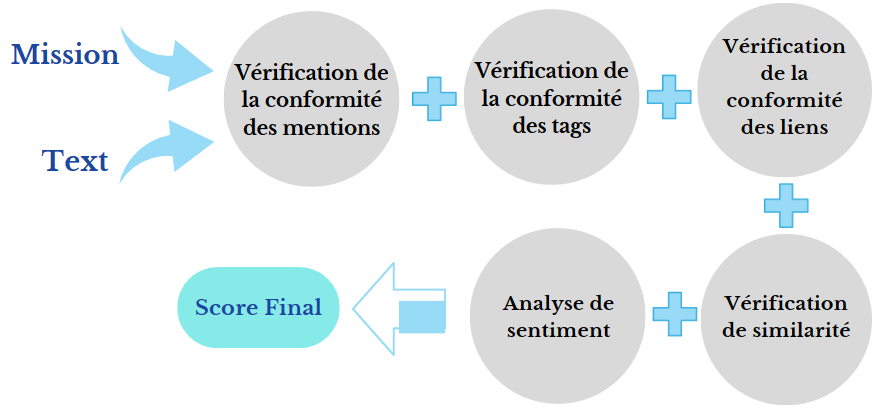 Mission
Text
Vérification de
la conformité
des mentions
Vérification de
la conformité
des tags
Vérification
de la
conformité
des liens
Vérification
de similarité
Analyse de
sentiment
Score Final